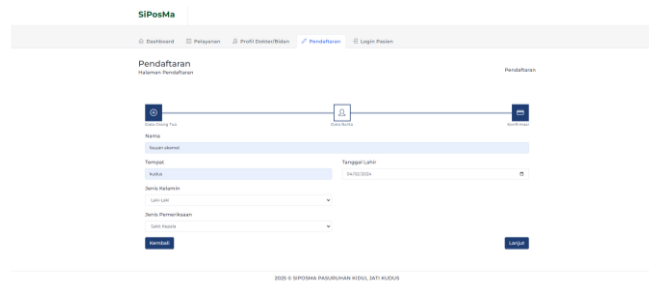 SiPosMa
Dashboard Pelayanan Profil Dokter/Bidan Pendaftaran Login Pasien
Pendaftaran
Halaman Pendaftaran
Pendaftaran
Data Orang Tua Data Balita Konfirmasi
Nama
Tempat Tanggal Lahir
kudus 04/02/2024
Jenis Kelamin
Laki Laki
Jenis Pemeriksaan
Sakit Kepala
Kembali Lanjut
2025 © SIPOSMA PASURUHAN KIDUL, JATI KUDUS